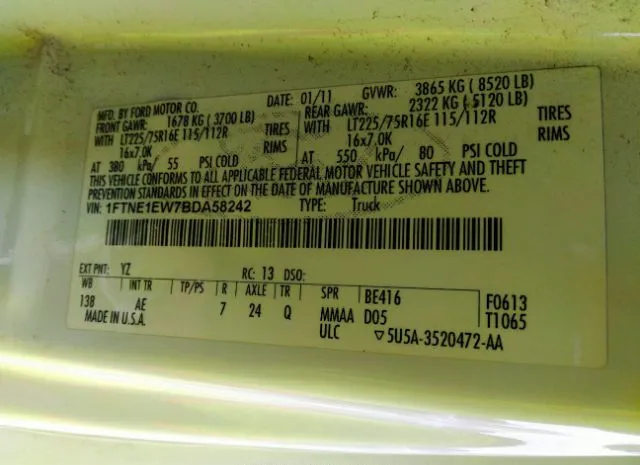 MFD. BY FORD MOTOR CO.
DATE: 01/11 GVWR: 3865 KG ( 8520 LB)
FRONT GAWR: 1678 KG ( 3700 LB) REAR GAWR: 2322 KG ( 5120 LB)
WITH LT225/75R16E 115/112R TIRES WITH LT225/75R16E 115/112R TIRES
16x7.0K RIMS 16x7.0K RIMS
AT 380 kPa/ 55 PSI COLD AT 550 kPa/ 80 PSI COLD
THIS VEHICLE CONFORMS TO ALL APPLICABLE FEDERAL MOTOR VEHICLE SAFETY AND THEFT
PREVENTION STANDARDS IN EFFECT ON THE DATE OF MANUFACTURE SHOWN ABOVE.
VIN: 1FTNE1EW7BDA58242 TYPE: Truck
EXT PNT: YZ RC: 13 DSO:
WB INT TR TP/PS R AXLE TR SPR BE416 F0613
138 AE 7 24 Q MMAA D05 T1065
MADE IN U.S.A. ULC ▽5U5A-3520472-AA